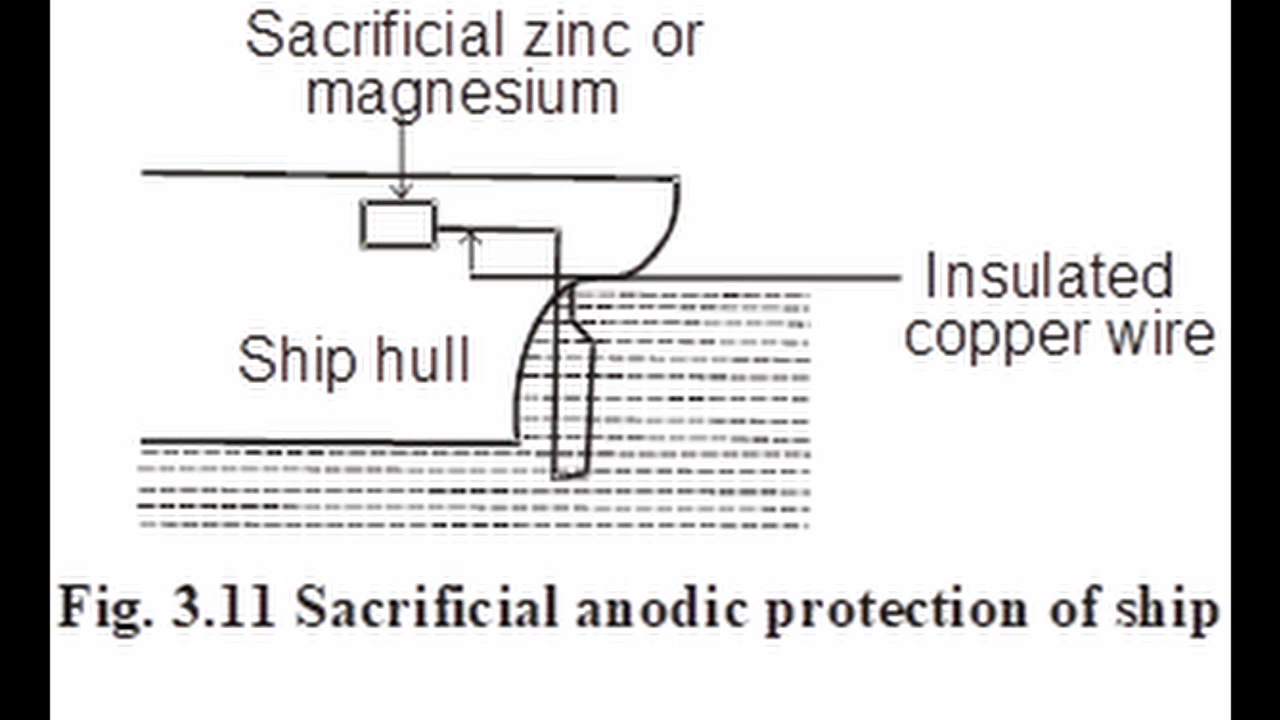 Sacrificial zinc or
magnesium
Insulated
copper wire
Ship hull
Fig. 3.11 Sacrificial anodic protection of ship